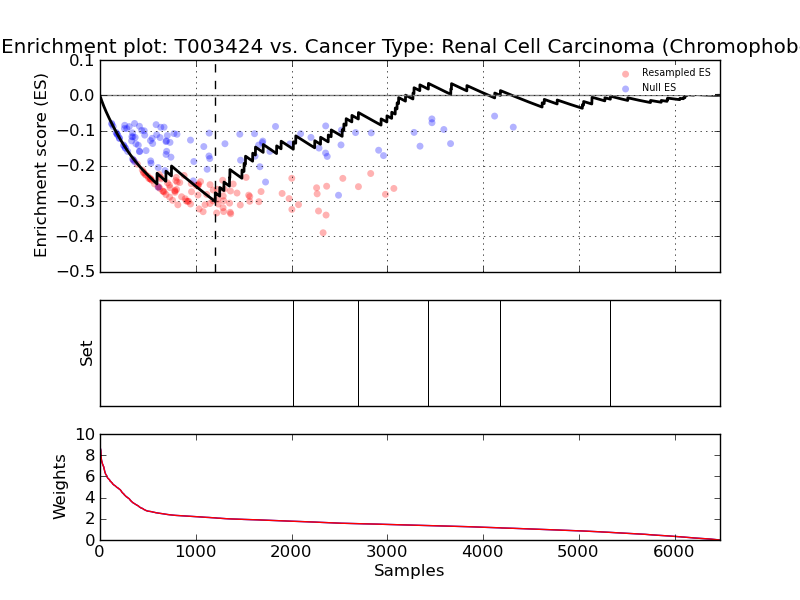 Enrichment plot: T003424 vs. Cancer Type: Renal Cell Carcinoma (Chromophob
0.1
0.0
−0.1
−0.2
−0.3
−0.4
−0.5
Enrichment score (ES)
Resampled ES
Null ES
Set
10
8
6
4
2
0
Weights
0 1000 2000 3000 4000 5000 6000
Samples